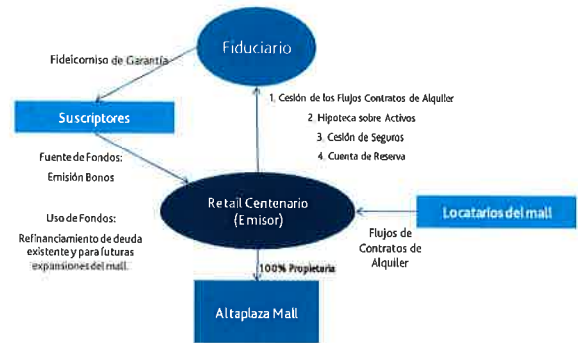 Fiduciario
Fideicomiso de Garantía
1. Cesión de los Flujos Contratos de Alquiler
2. Hipoteca sobre Activos
3. Cesión de Seguros
4. Cuenta de Reserva
Suscriptores
Fuente de Fondos:
Emisión Bonos
Retail Centenario
(Emisor)
Locatarios del mall
Flujos de
Contratos de
Alquiler
Uso de Fondos:
Refinanciamiento de deuda
existente y para futuras
expansiones del mall.
100% Propietaria
Altaplaza Mall